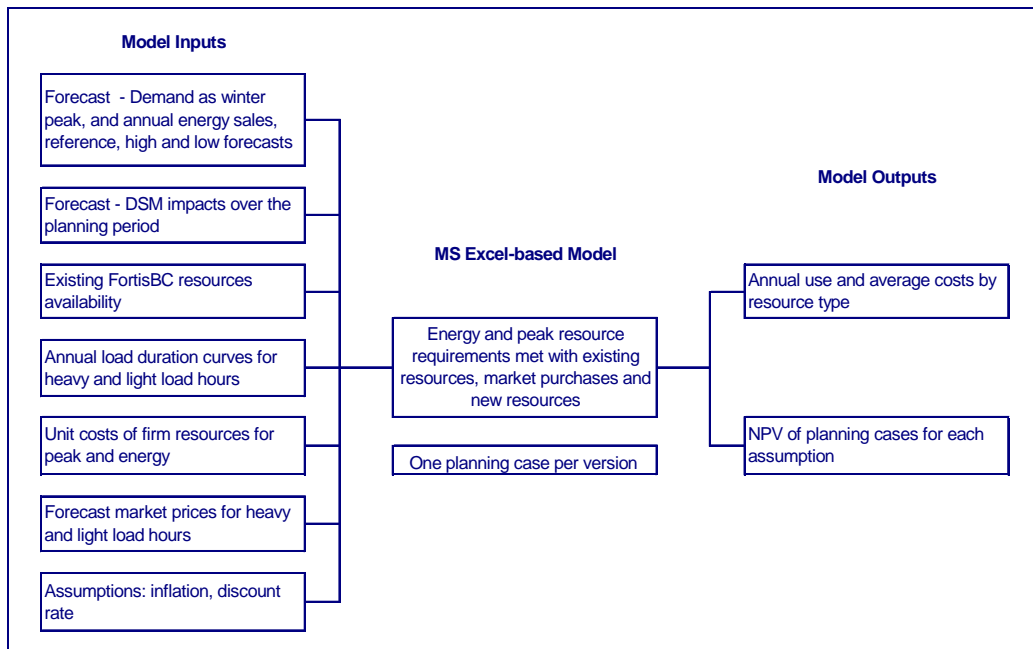 Model Inputs
Forecast - Demand as winter
peak, and annual energy sales,
reference, high and low forecasts
Forecast - DSM impacts over the
planning period
Existing FortisBC resources
availability
Annual load duration curves for
heavy and light load hours
Unit costs of firm resources for
peak and energy
Forecast market prices for heavy
and light load hours
Assumptions: inflation, discount
rate
MS Excel-based Model
Energy and peak resource
requirements met with existing
resources, market purchases and
new resources
One planning case per version
Model Outputs
Annual use and average costs by
resource type
NPV of planning cases for each
assumption